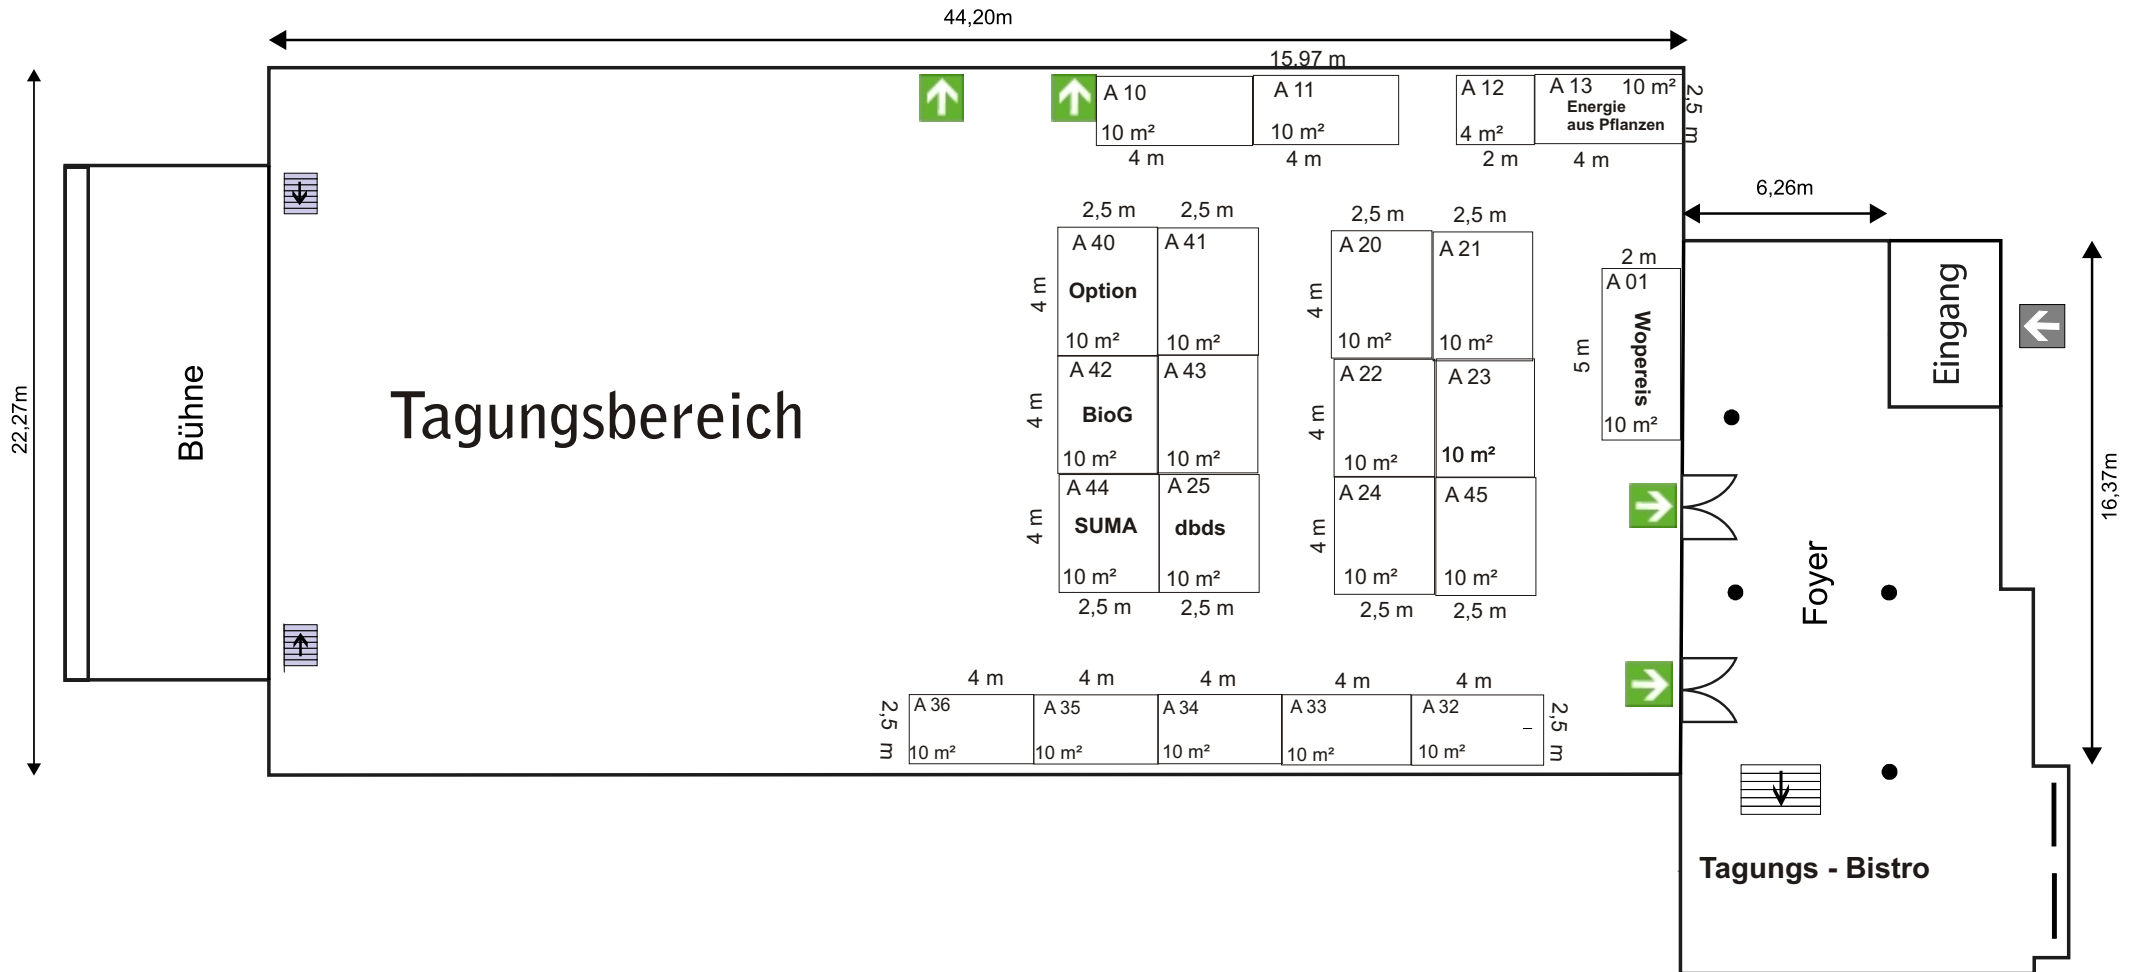 44,20m
15.97 m
A 10
10 m²
4 m
A 11
10 m²
4 m
A 12
4 m²
2 m
A 13 10 m²
Energie
aus Pflanzen
4 m
2,5 m
22,27m
Bühne
Tagungsbereich
2,5 m 2,5 m
4 m
A 40
Option
10 m²
A 41
10 m²
4 m
A 42
BioG
10 m²
A 43
10 m²
4 m
A 44
SUMA
10 m²
A 25
dbds
10 m²
2,5 m 2,5 m
2,5 m 2,5 m
4 m
A 20
10 m²
A 21
10 m²
4 m
A 22
10 m²
A 23
10 m²
4 m
A 24
10 m²
A 45
10 m²
2,5 m 2,5 m
2 m
5 m
A 01
Wopereis
10 m²
6,26m
Eingang
16,37m
Foyer
4 m 4 m 4 m 4 m 4 m
2,5 m
A 36
10 m²
A 35
10 m²
A 34
10 m²
A 33
10 m²
A 32
10 m²
2,5 m
Tagungs - Bistro